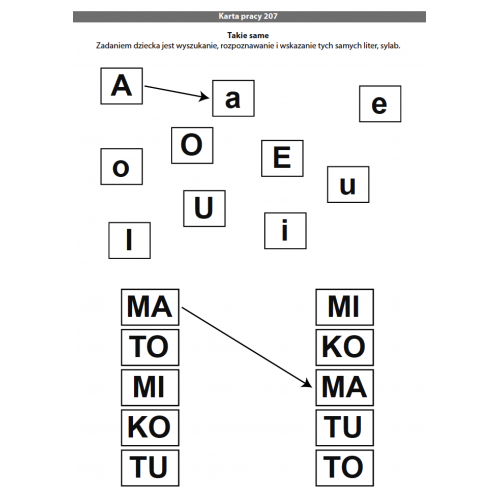 Karta pracy 207
Takie same
Zadaniem dziecka jest wyszukanie, rozpoznawanie i wskazanie tych samych liter, sylab.
A
a
e
O
E
o
u
U
I
i
MA MI
TO KO
MI MA
KO TU
TU TO